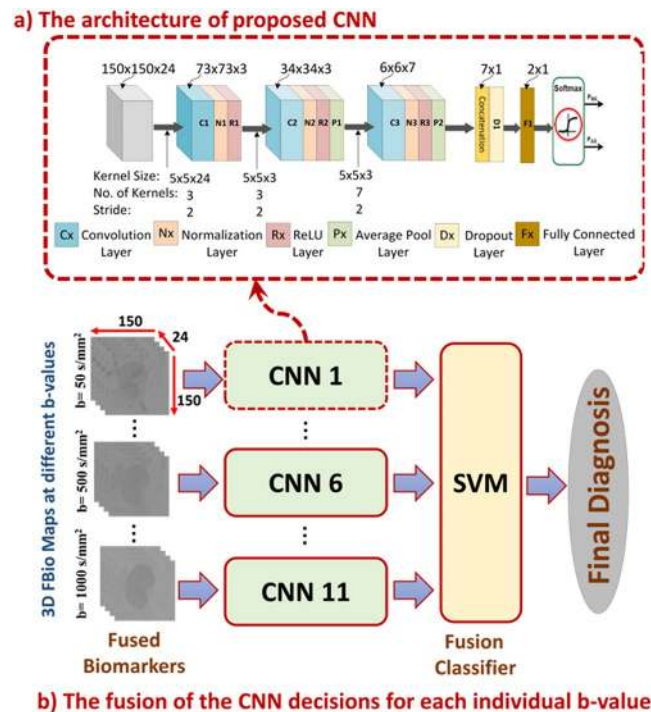 a) The architecture of proposed CNN
150x150x24
73x73x3
34x34x3
6x6x7
7x1
2x1
C1 N1 R1
C2 N2 R2 P1
C3 N3 R3 P2
Concatenation
D1
F1
Softmax
Kernel Size: 5x5x24 5x5x3 5x5x3
No. of Kernels: 3 3 7
Stride: 2 2 2
Cx Convolution Layer
Nx Normalization Layer
Rx ReLU Layer
Px Average Pool Layer
Dx Dropout Layer
Fx Fully Connected Layer
3D FBio Maps at different b-values
150
24
150
b= 50 s/mm²
CNN 1
...
...
b= 500 s/mm²
CNN 6
SVM
Final Diagnosis
...
...
b= 1000 s/mm²
CNN 11
Fused
Biomarkers
Fusion
Classifier
b) The fusion of the CNN decisions for each individual b-value